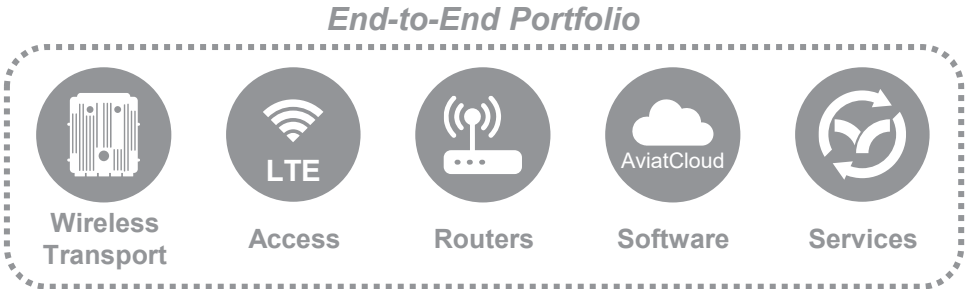 End-to-End Portfolio
LTE
AviatCloud
Wireless
Transport
Access
Routers
Software
Services